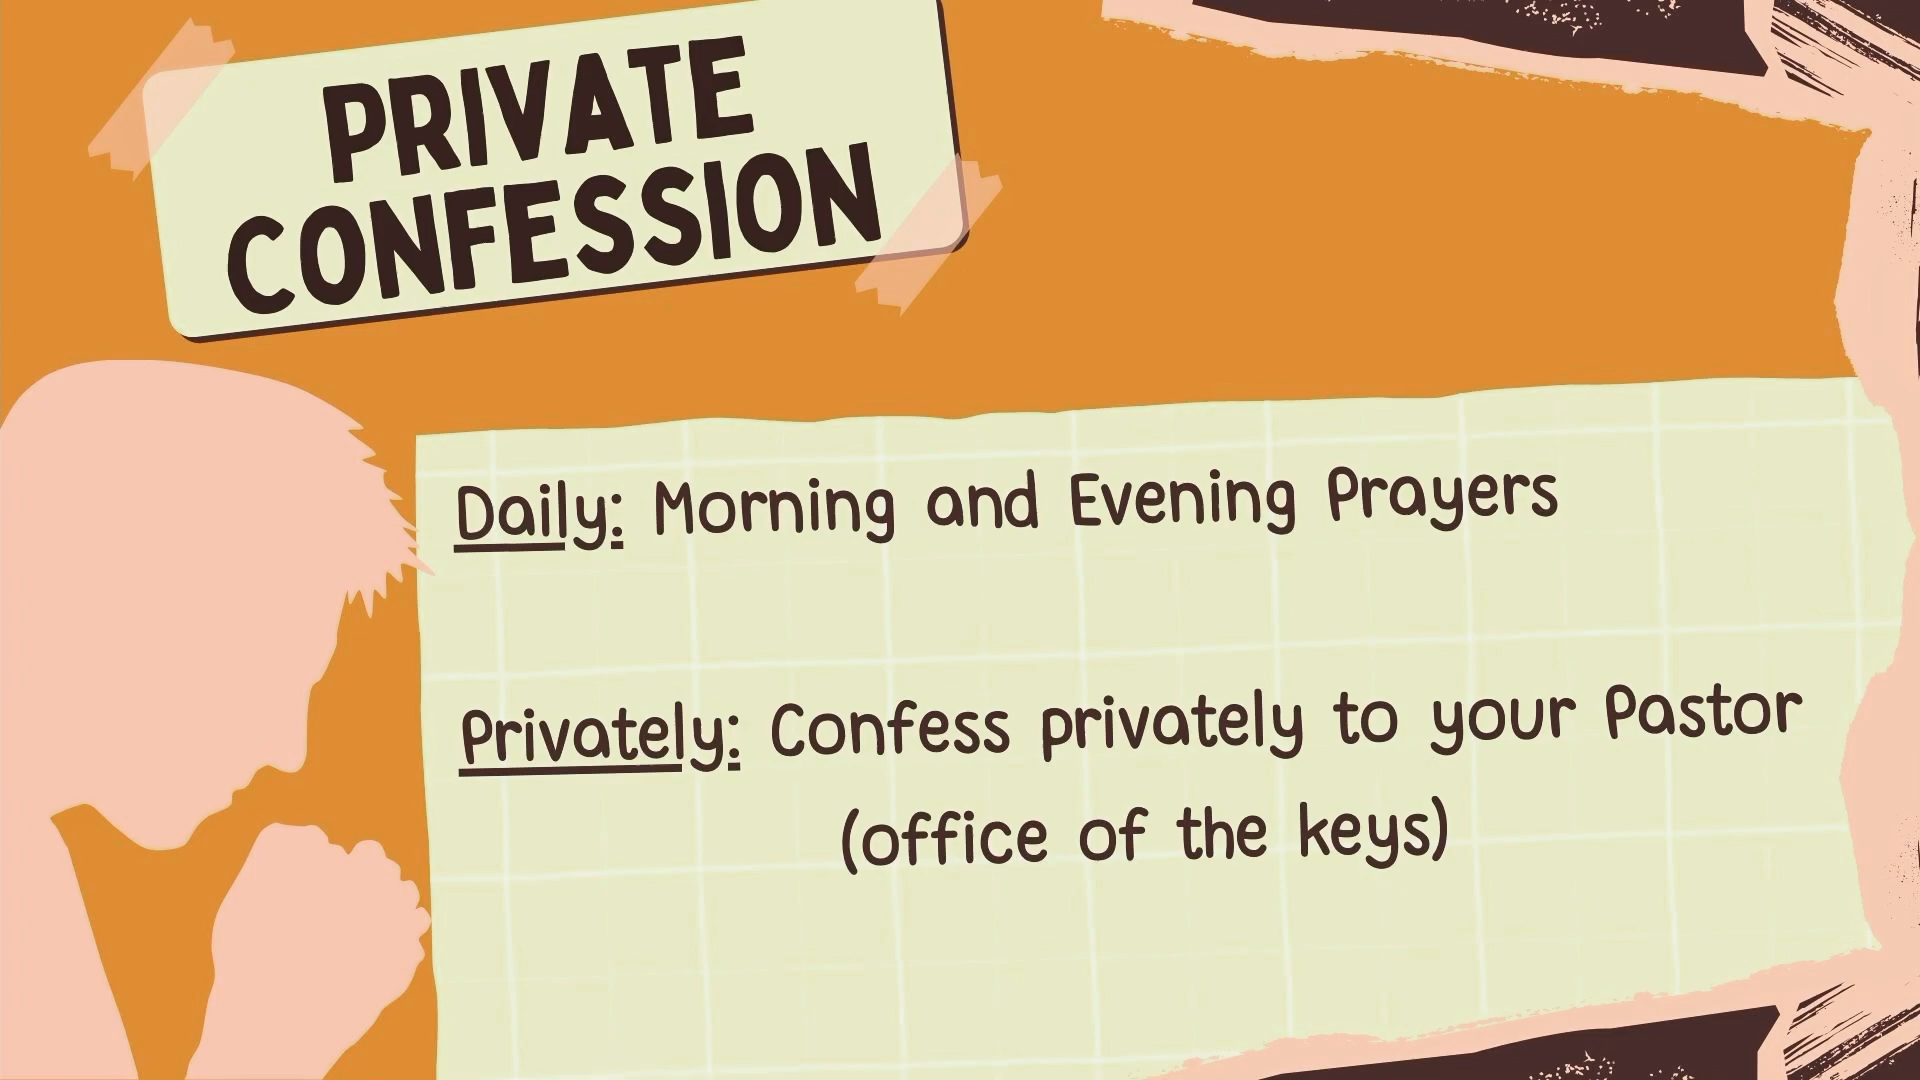 PRIVATE
CONFESSION
Daily: Morning and Evening Prayers
Privately: Confess privately to your Pastor
(office of the keys)